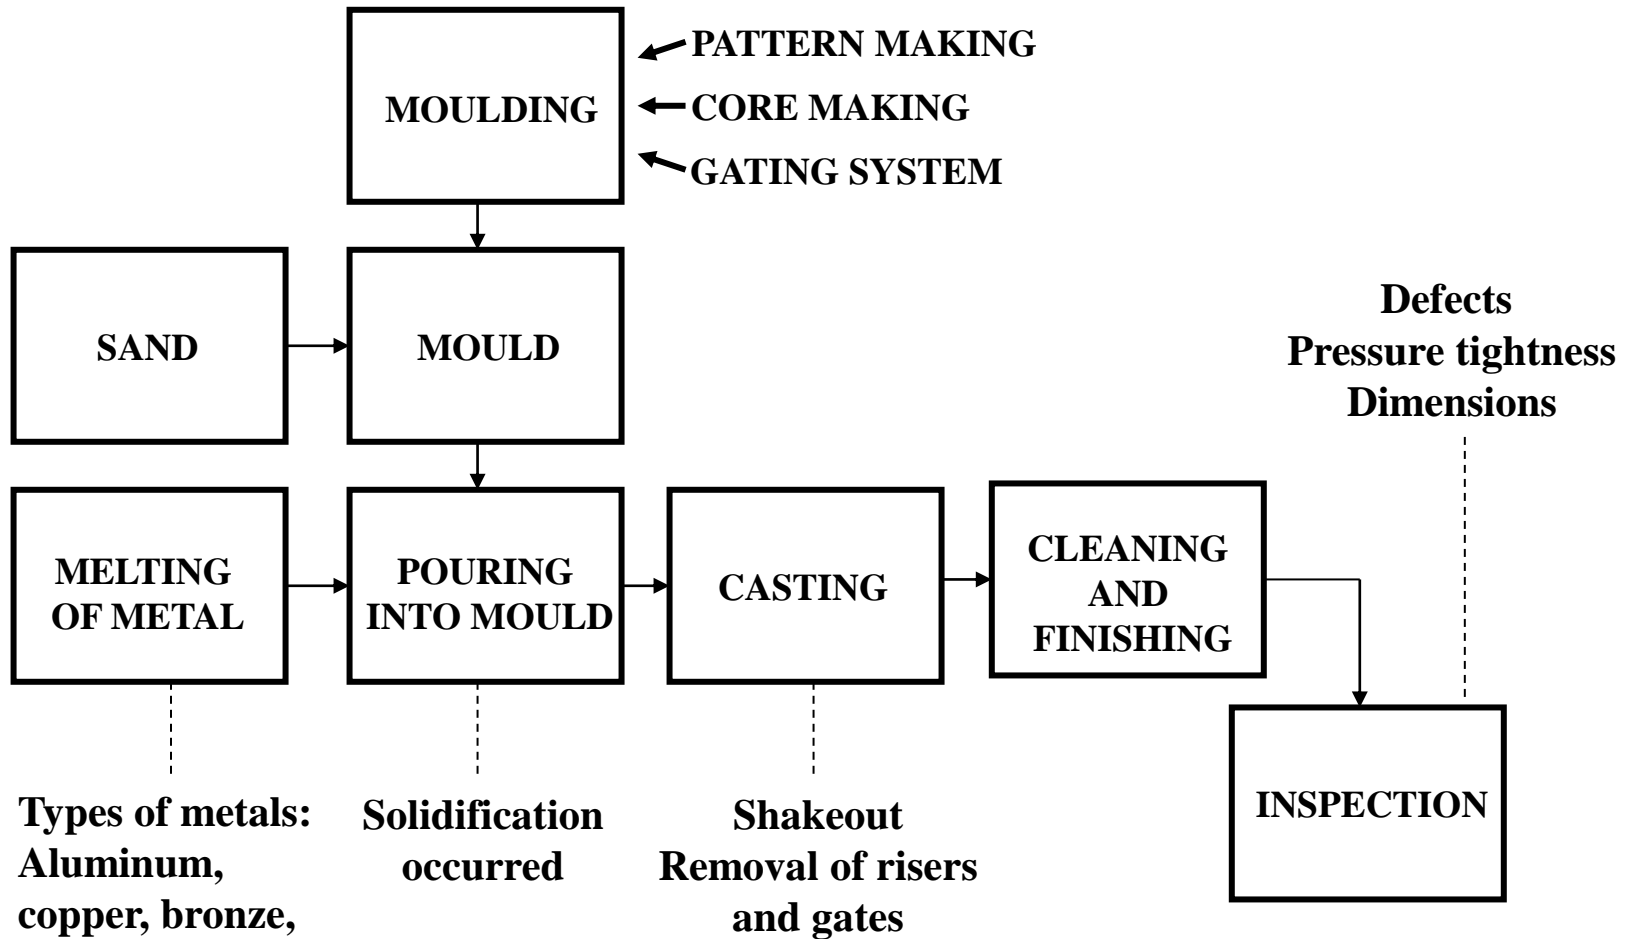 PATTERN MAKING
MOULDING
CORE MAKING
GATING SYSTEM
SAND
MOULD
Defects
Pressure tightness
Dimensions
MELTING
OF METAL
POURING
INTO MOULD
CASTING
CLEANING
AND
FINISHING
INSPECTION
Types of metals:
Aluminum,
copper, bronze,
Solidification
occurred
Shakeout
Removal of risers
and gates